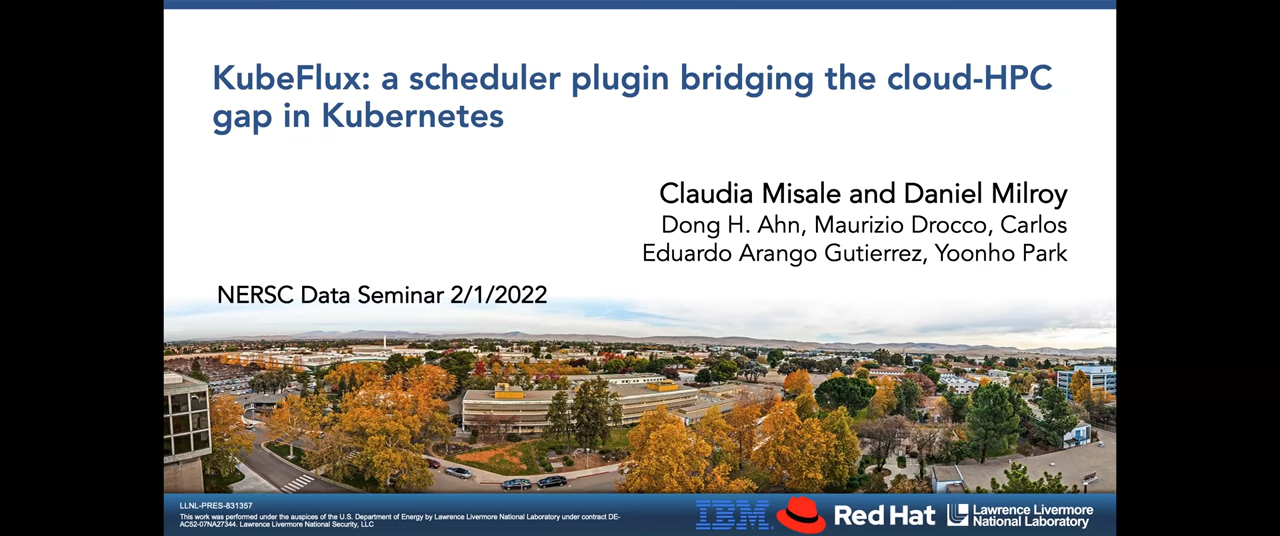 KubeFlux: a scheduler plugin bridging the cloud-HPC
gap in Kubernetes
Claudia Misale and Daniel Milroy
Dong H. Ahn, Maurizio Drocco, Carlos
Eduardo Arango Gutierrez, Yoonho Park
NERSC Data Seminar 2/1/2022
LLNL-PRES-831357
This work was performed under the auspices of the U.S. Department of Energy by Lawrence Livermore National Laboratory under contract DE-
AC52-07NA27344. Lawrence Livermore National Security, LLC
IBM
Red Hat
Lawrence Livermore
National Laboratory